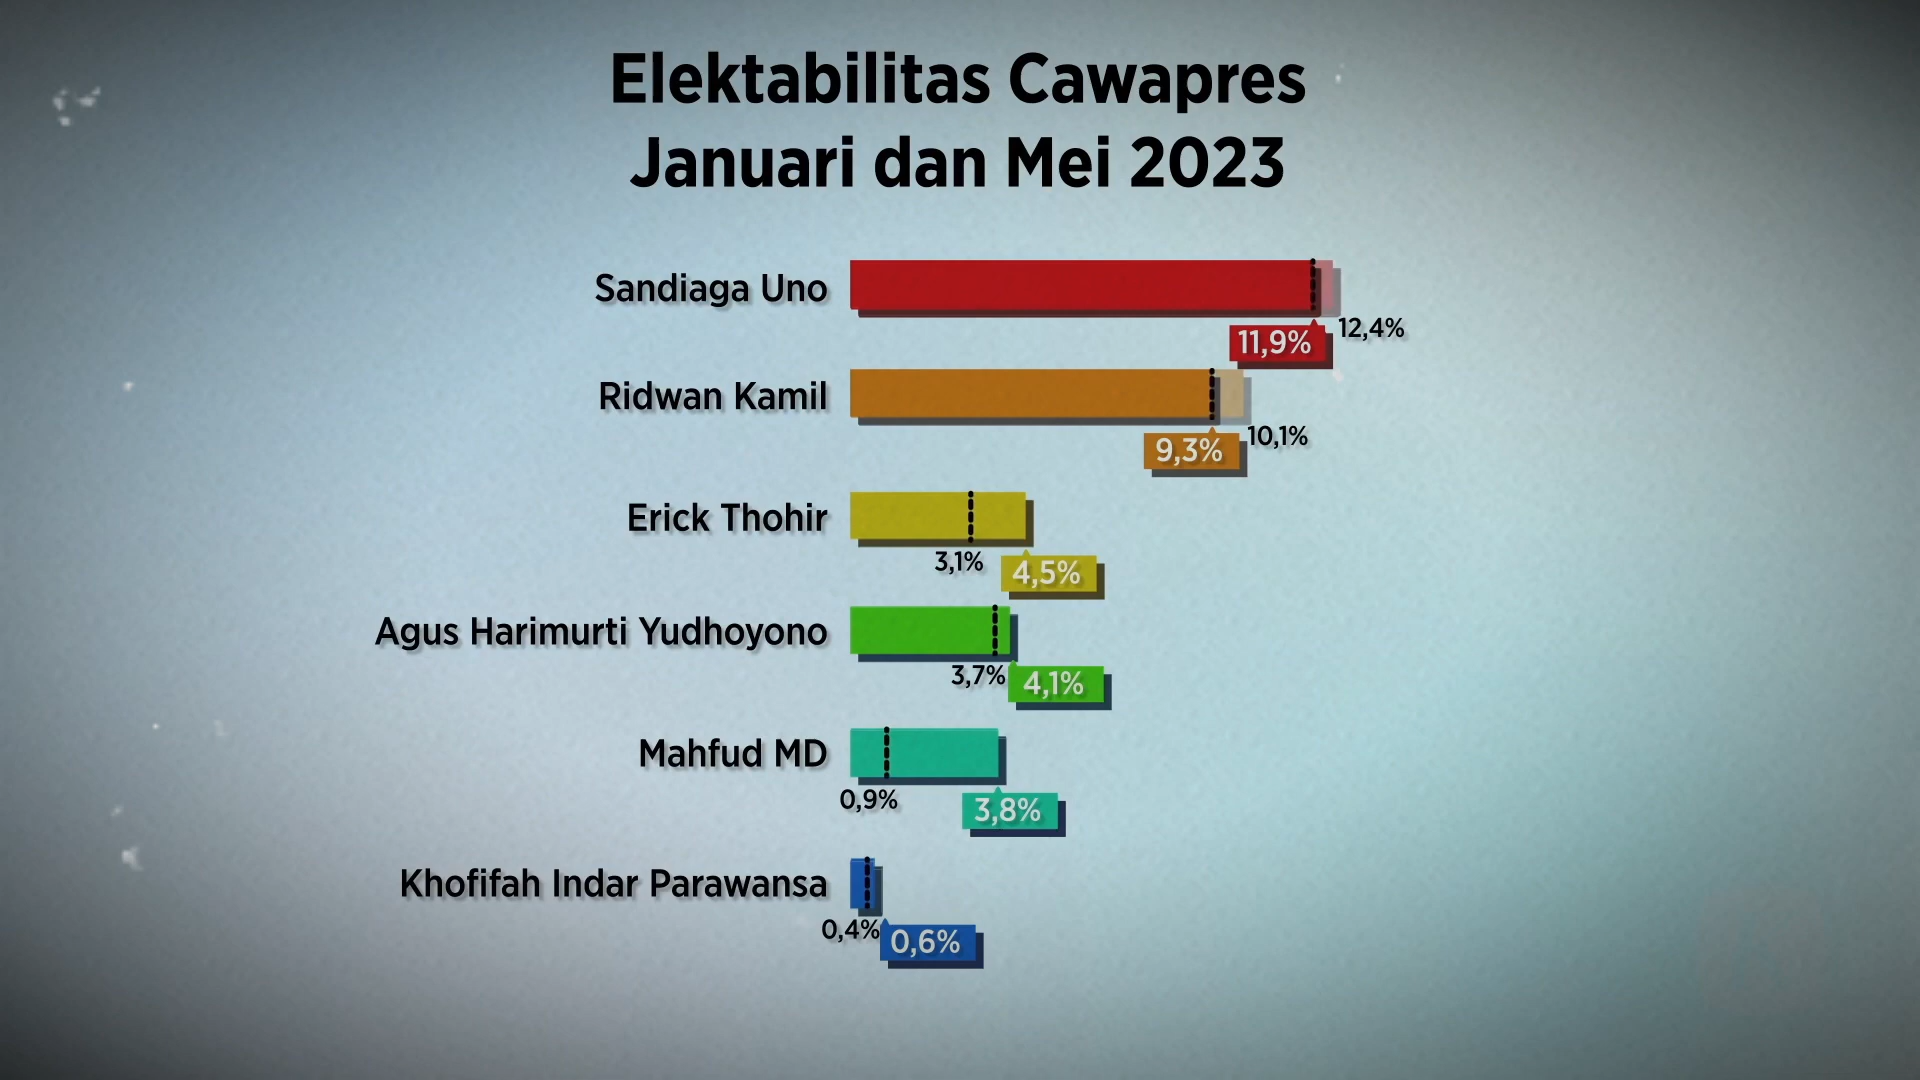 Elektabilitas Cawapres
Januari dan Mei 2023
Sandiaga Uno
12,4%
11,9%
Ridwan Kamil
10,1%
9,3%
Erick Thohir
3,1%
4,5%
Agus Harimurti Yudhoyono
3,7%
4,1%
Mahfud MD
0,9%
3,8%
Khofifah Indar Parawansa
0,4%
0,6%